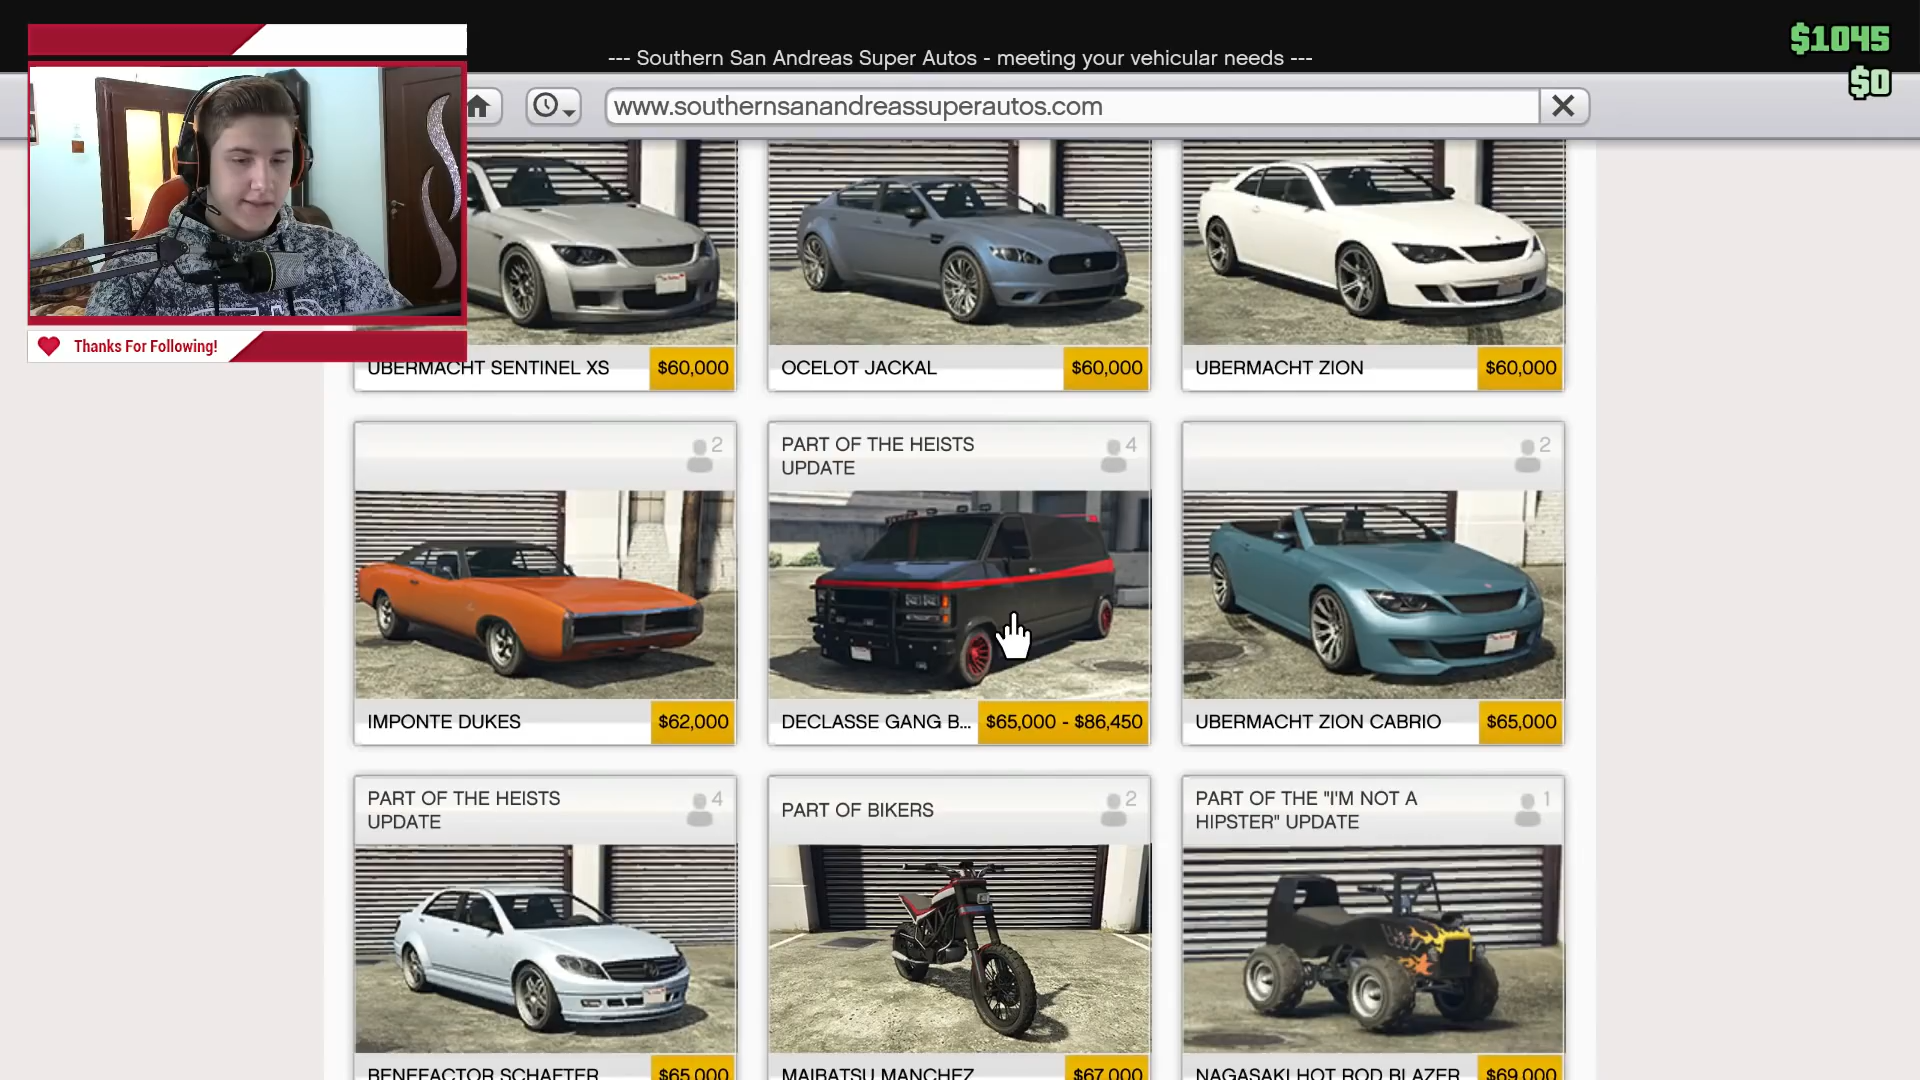 --- Southern San Andreas Super Autos - meeting your vehicular needs ---
$1045
$0
www.southernsanandreassuperautos.com
Thanks For Following!
UBERMACHT SENTINEL XS $60,000
OCELOT JACKAL $60,000
UBERMACHT ZION $60,000
2
PART OF THE HEISTS
UPDATE
4
2
IMPONTE DUKES $62,000
DECLASSE GANG B... $65,000 - $86,450
UBERMACHT ZION CABRIO $65,000
PART OF THE HEISTS
UPDATE
4
PART OF BIKERS
2
PART OF THE "I'M NOT A
HIPSTER" UPDATE
1
BENEFACTOR SCHAFTER $65,000
MAIBATSU MANCHEZ $67,000
NAGASAKI HOT ROD BLAZER $69,000